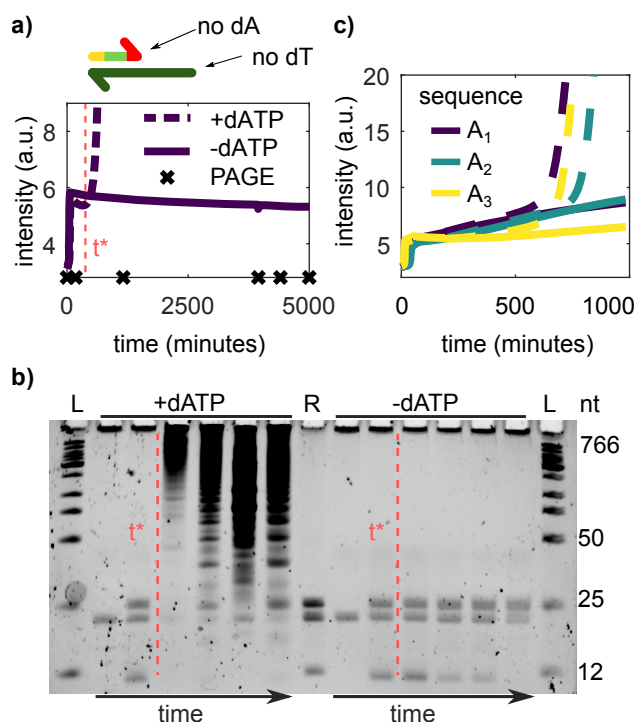 a)
no dA
no dT
intensity (a.u.)
8
6
4
+dATP
-dATP
PAGE
t*
0
2500
5000
time (minutes)
c)
intensity (a.u.)
20
15
10
5
sequence
A₁
A₂
A₃
0
500
1000
time (minutes)
b)
L +dATP R -dATP L nt
766
t* t*
50
25
12
time time